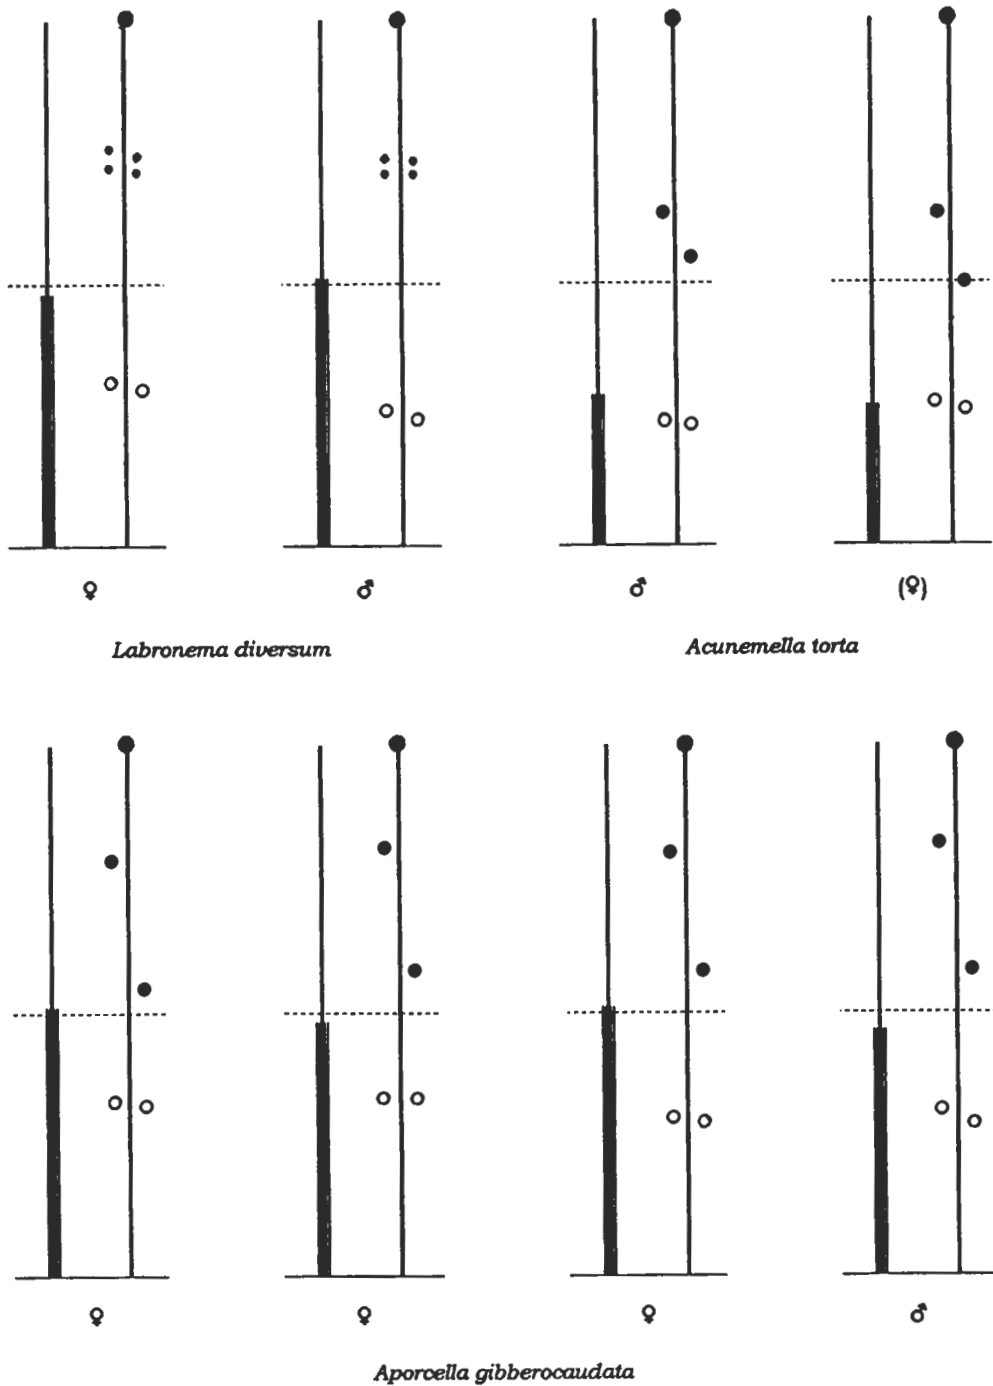 ♀ ♂ ♂ (♀)
Labronema diversum Acunemella torta
♀ ♀ ♀ ♂
Aporcella gibberocaudata